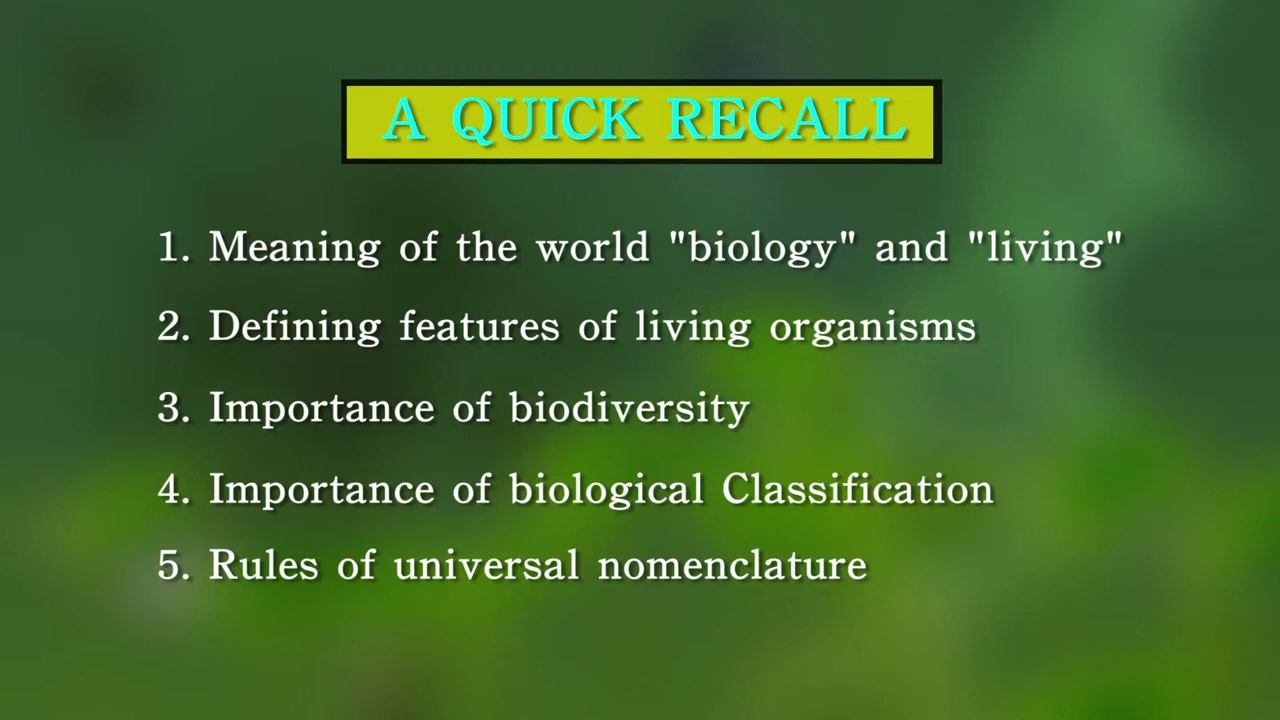 A QUICK RECALL
1. Meaning of the world "biology" and "living"
2. Defining features of living organisms
3. Importance of biodiversity
4. Importance of biological Classification
5. Rules of universal nomenclature